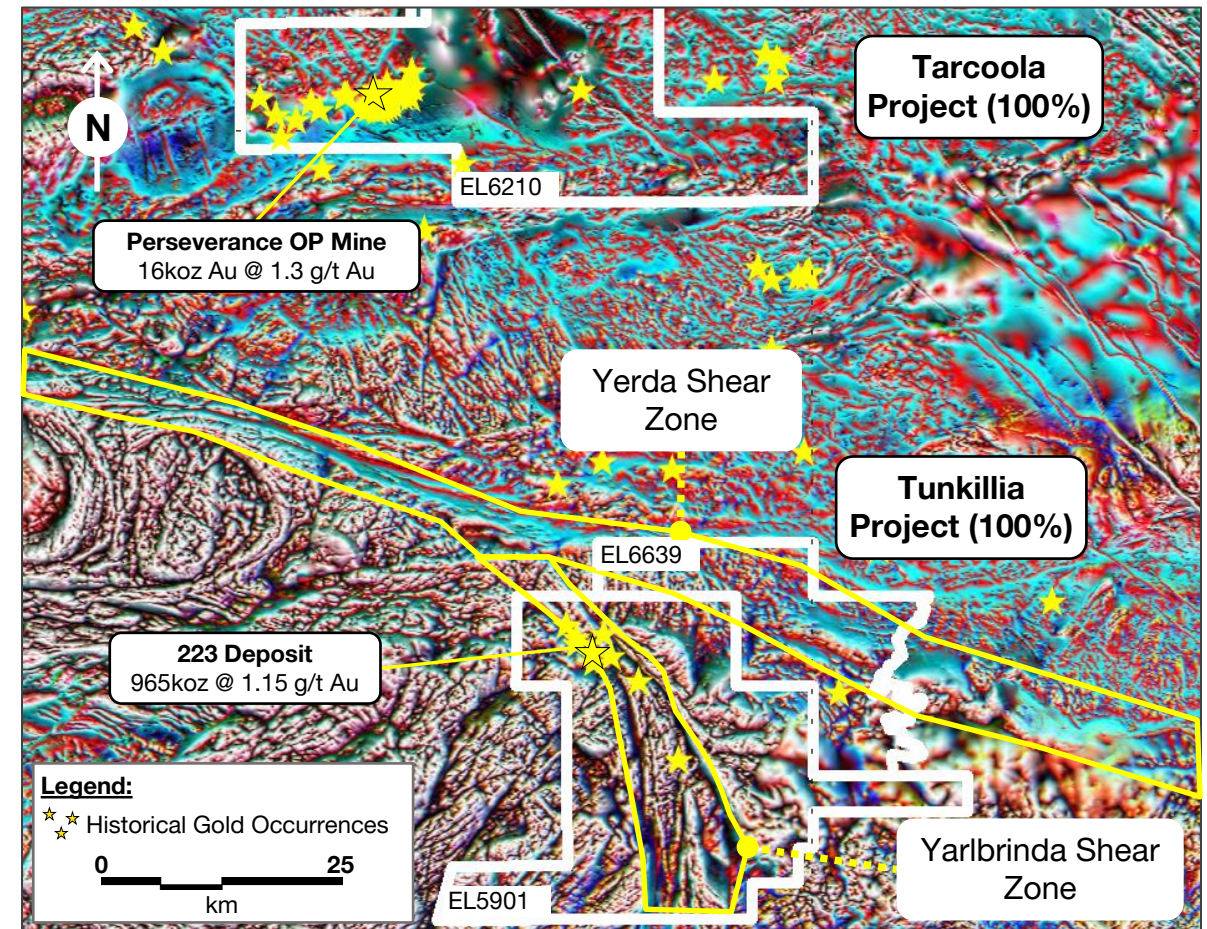 Tarcoola
Project (100%)
N
EL6210
Perseverance OP Mine
16koz Au @ 1.3 g/t Au
Yerda Shear
Zone
Tunkillia
Project (100%)
EL6639
223 Deposit
965koz @ 1.15 g/t Au
Legend:
Historical Gold Occurrences
0 25
km
EL5901
Yarlbrinda Shear
Zone